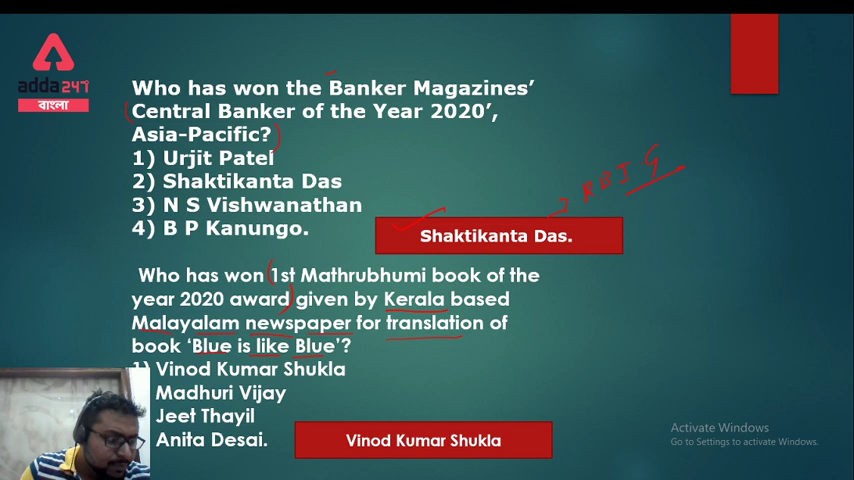 adda247
বাংলা
Who has won the Banker Magazines'
'Central Banker of the Year 2020',
Asia-Pacific?
1) Urjit Patel
2) Shaktikanta Das
3) N S Vishwanathan
4) B P Kanungo.
RBI G
Shaktikanta Das.
Who has won 1st Mathrubhumi book of the
year 2020 award given by Kerala based
Malayalam newspaper for translation of
book 'Blue is like Blue'?
1) Vinod Kumar Shukla
Madhuri Vijay
Jeet Thayil
Anita Desai.
Vinod Kumar Shukla
Activate Windows
Go to Settings to activate Windows.